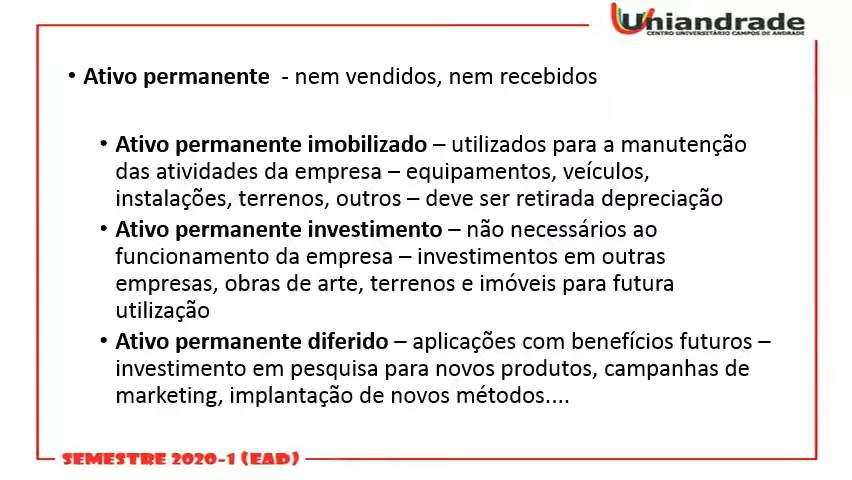 Uniandrade
CENTRO UNIVERSITÁRIO CAMPOS DE ANDRADE
• Ativo permanente - nem vendidos, nem recebidos
• Ativo permanente imobilizado – utilizados para a manutenção
das atividades da empresa – equipamentos, veículos,
instalações, terrenos, outros – deve ser retirada depreciação
• Ativo permanente investimento – não necessários ao
funcionamento da empresa – investimentos em outras
empresas, obras de arte, terrenos e imóveis para futura
utilização
• Ativo permanente diferido – aplicações com benefícios futuros –
investimento em pesquisa para novos produtos, campanhas de
marketing, implantação de novos métodos....
SEMESTRE 2020-1 (EAD)